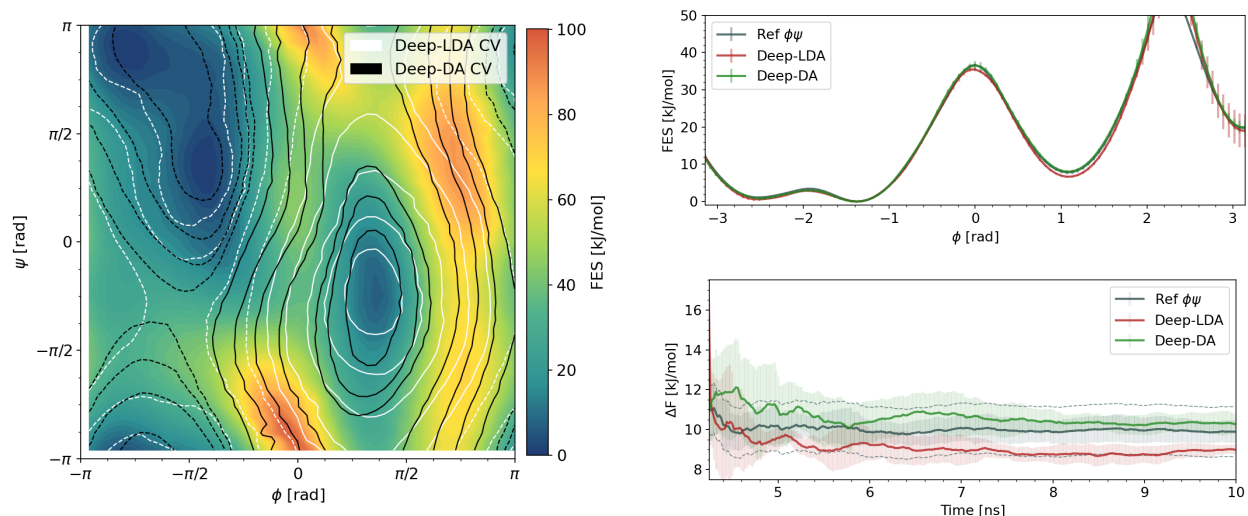 π
π/2
0
−π/2
−π
ψ [rad]
−π
−π/2
0
π/2
π
ϕ [rad]
Deep-LDA CV
Deep-DA CV
100
80
60
40
20
0
FES [kJ/mol]
50
40
30
20
10
0
FES [kJ/mol]
Ref ϕψ
Deep-LDA
Deep-DA
−3
−2
−1
0
1
2
3
ϕ [rad]
16
14
12
10
8
ΔF [kJ/mol]
Ref ϕψ
Deep-LDA
Deep-DA
5
6
7
8
9
10
Time [ns]